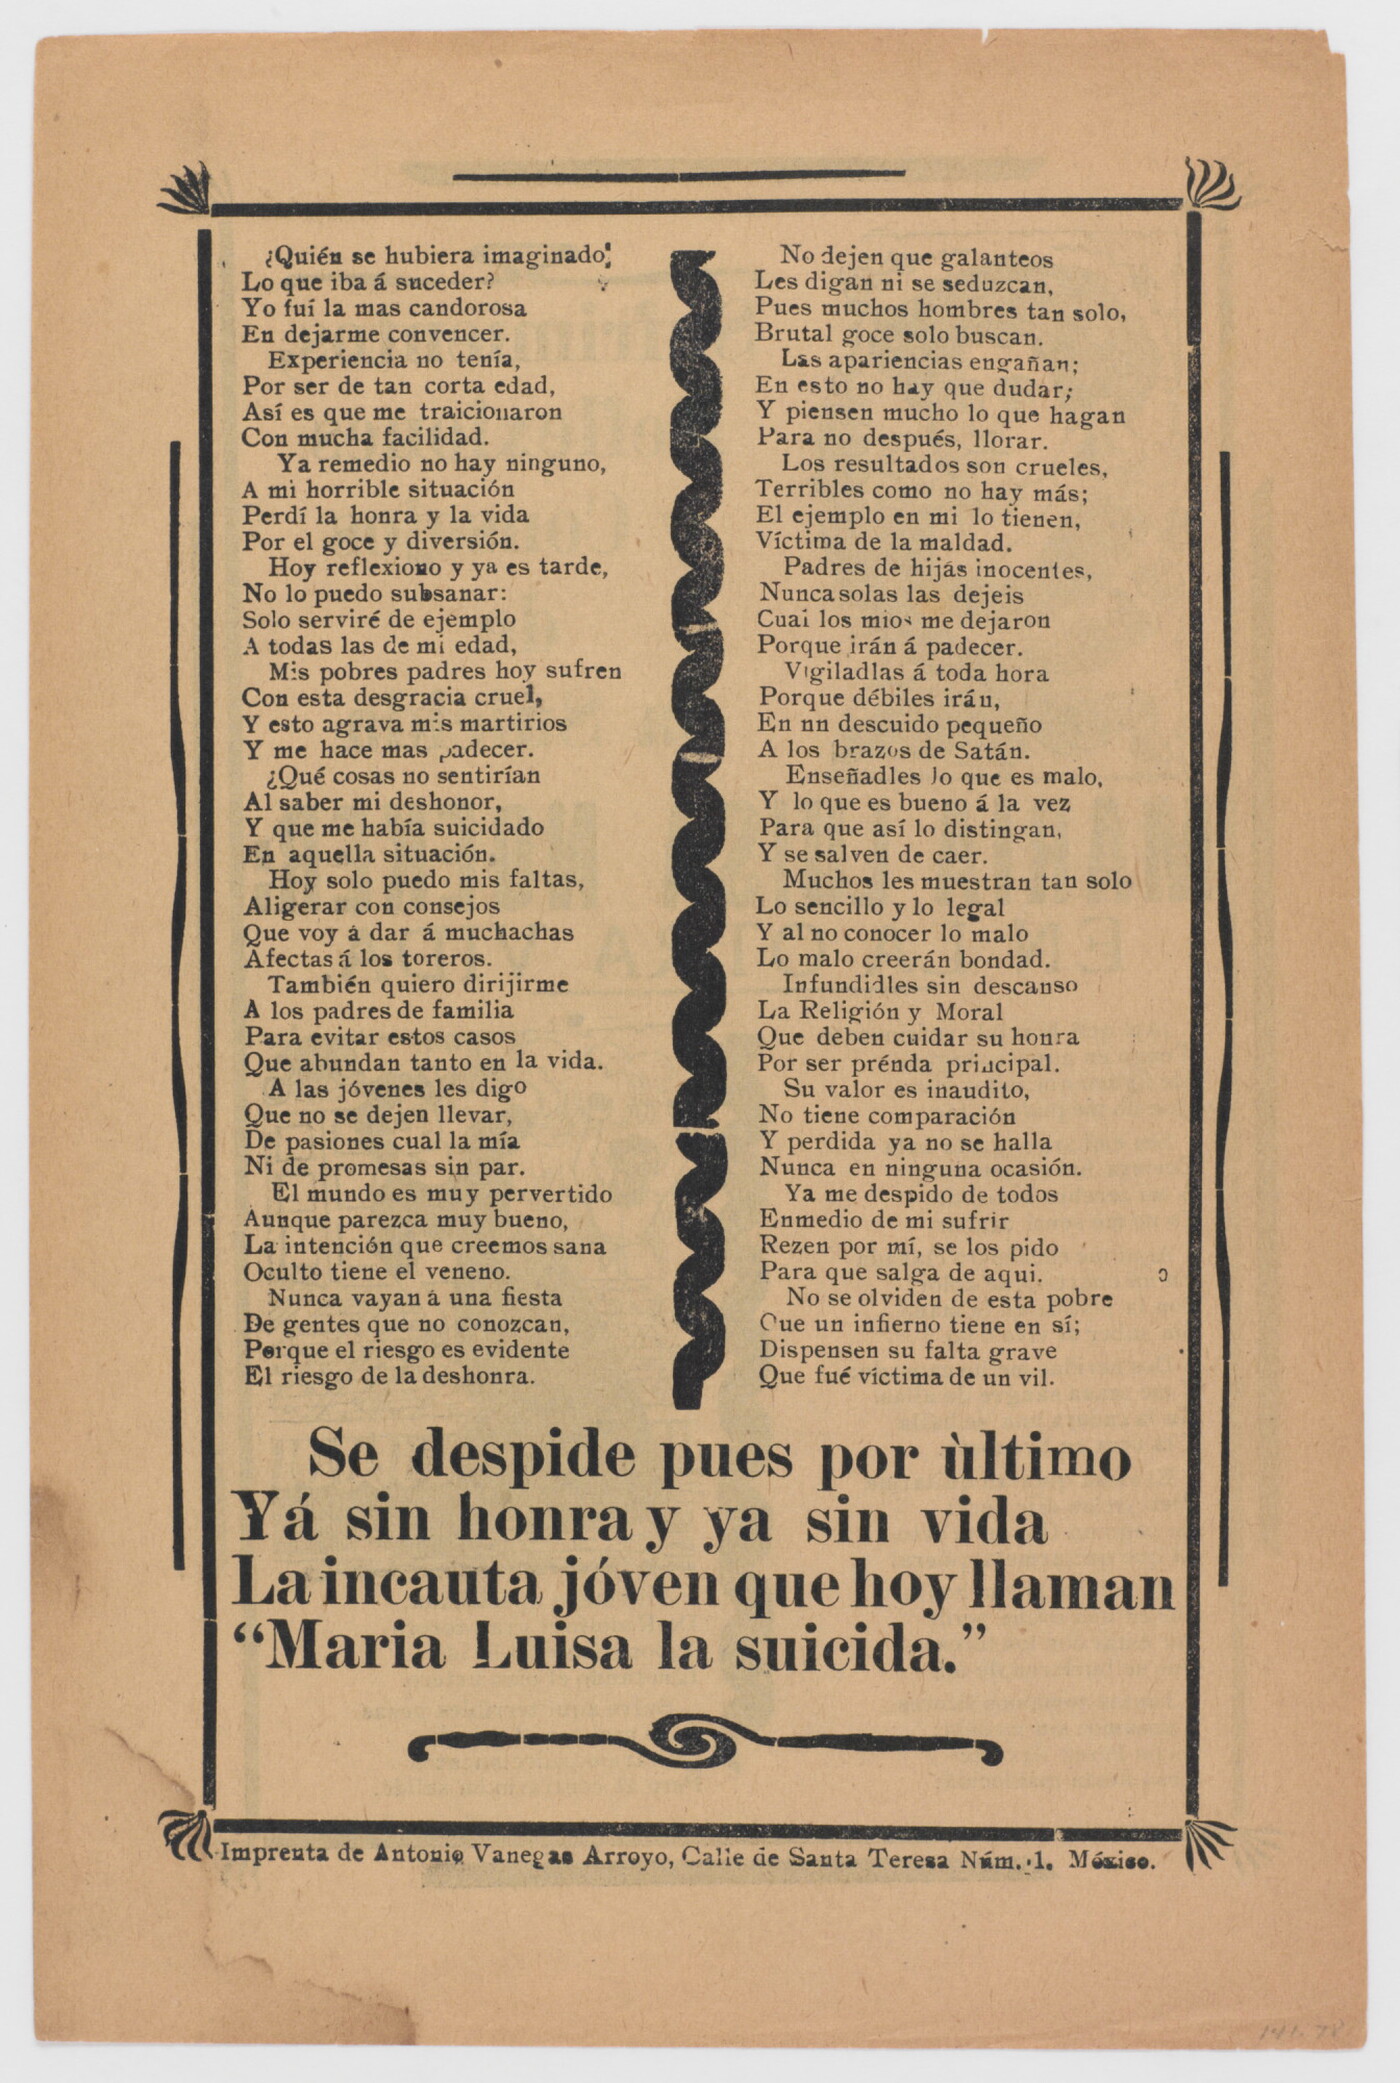 ¿Quién se hubiera imaginado;
Lo que iba á suceder?
Yo fuí la mas candorosa
En dejarme convencer.
Experiencia no tenía,
Por ser de tan corta edad,
Así es que me traicionaron
Con mucha facilidad.
Ya remedio no hay ninguno,
A mi horrible situación
Perdí la honra y la vida
Por el goce y diversión.
Hoy reflexiono y ya es tarde,
No lo puedo subsanar:
Solo serviré de ejemplo
A todas las de mi edad,
Mis pobres padres hoy sufren
Con esta desgracia cruel,
Y esto agrava mis martirios
Y me hace mas padecer.
¿Qué cosas no sentirían
Al saber mi deshonor,
Y que me había suicidado
En aquella situación.
Hoy solo puedo mis faltas,
Aligerar con consejos
Que voy á dar á muchachas
Afectas á los toreros.
También quiero dirijirme
A los padres de familia
Para evitar estos casos
Que abundan tanto en la vida.
A las jóvenes les digo
Que no se dejen llevar,
De pasiones cual la mía
Ni de promesas sin par.
El mundo es muy pervertido
Aunque parezca muy bueno,
La intención que creemos sana
Oculto tiene el veneno.
Nunca vayan á una fiesta
De gentes que no conozcan,
Porque el riesgo es evidente
El riesgo de la deshonra.
No dejen que galanteos
Les digan ni se seduzcan,
Pues muchos hombres tan solo,
Brutal goce solo buscan.
Las apariencias engañan;
En esto no hay que dudar;
Y piensen mucho lo que hagan
Para no después, llorar.
Los resultados son crueles,
Terribles como no hay más;
El ejemplo en mi lo tienen,
Víctima de la maldad.
Padres de hijas inocentes,
Nunca solas las dejeis
Cual los mios me dejaron
Porque irán á padecer.
Vigiladlas á toda hora
Porque débiles irán,
En nn descuido pequeño
A los brazos de Satán.
Enseñadles lo que es malo,
Y lo que es bueno á la vez
Para que así lo distingan,
Y se salven de caer.
Muchos les muestran tan solo
Lo sencillo y lo legal
Y al no conocer lo malo
Lo malo creerán bondad.
Infundidles sin descanso
La Religión y Moral
Que deben cuidar su honra
Por ser prénda principal.
Su valor es inaudito,
No tiene comparación
Y perdida ya no se halla
Nunca en ninguna ocasión.
Ya me despido de todos
Enmedio de mi sufrir
Rezen por mí, se los pido
Para que salga de aqui.
No se olviden de esta pobre
Que un infierno tiene en sí;
Dispensen su falta grave
Que fué víctima de un vil.
Se despide pues por ùltimo
Yá sin honra y ya sin vida
La incauta jóven que hoy llaman
“Maria Luisa la suicida.”
Imprenta de Antonio Vanegas Arroyo, Calle de Santa Teresa Núm. 1. México.